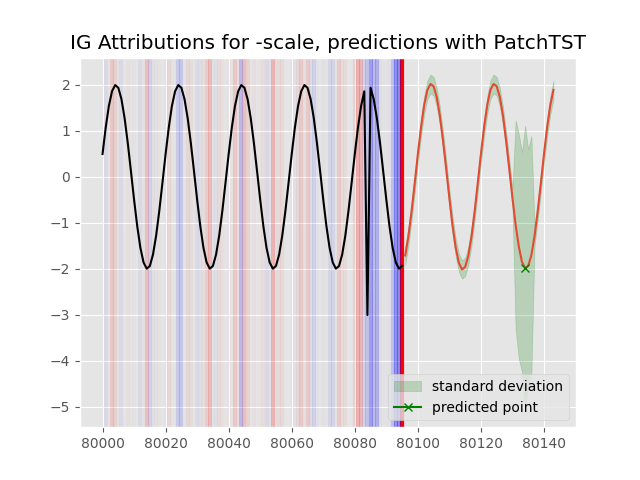 IG Attributions for -scale, predictions with PatchTST
2
1
0
−1
−2
−3
−4
−5
standard deviation
predicted point
80000 80020 80040 80060 80080 80100 80120 80140